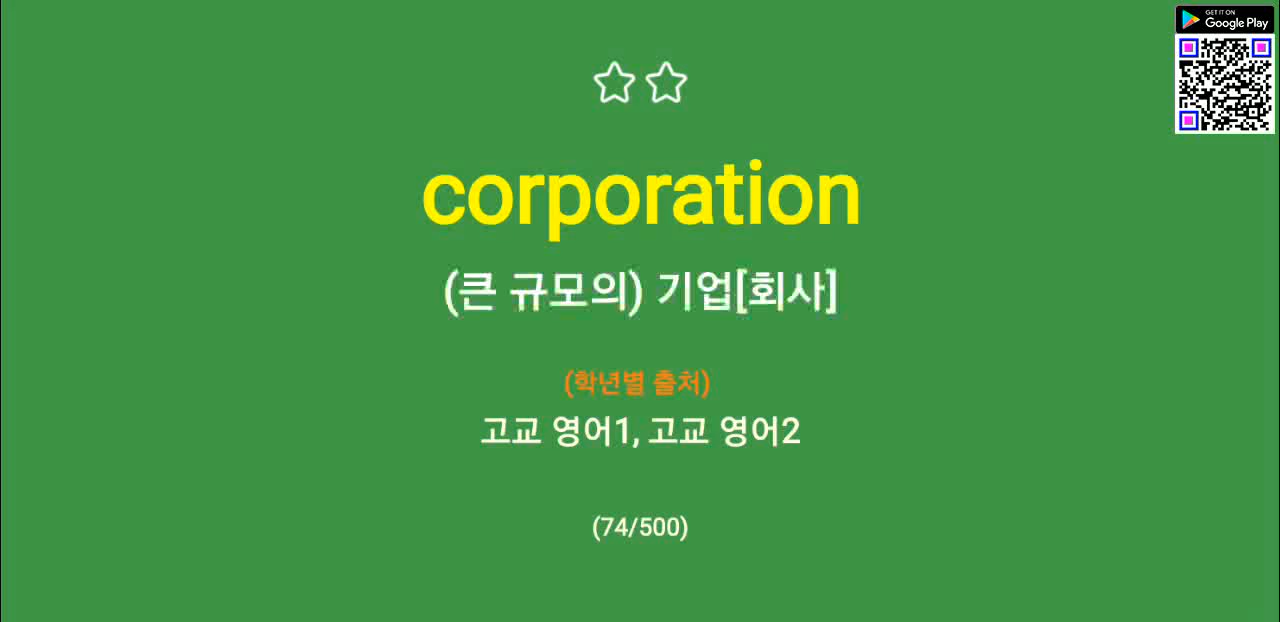 GET IT ON
Google Play
corporation
(큰 규모의) 기업[회사]
(학년별 출처)
고교 영어1, 고교 영어2
(74/500)